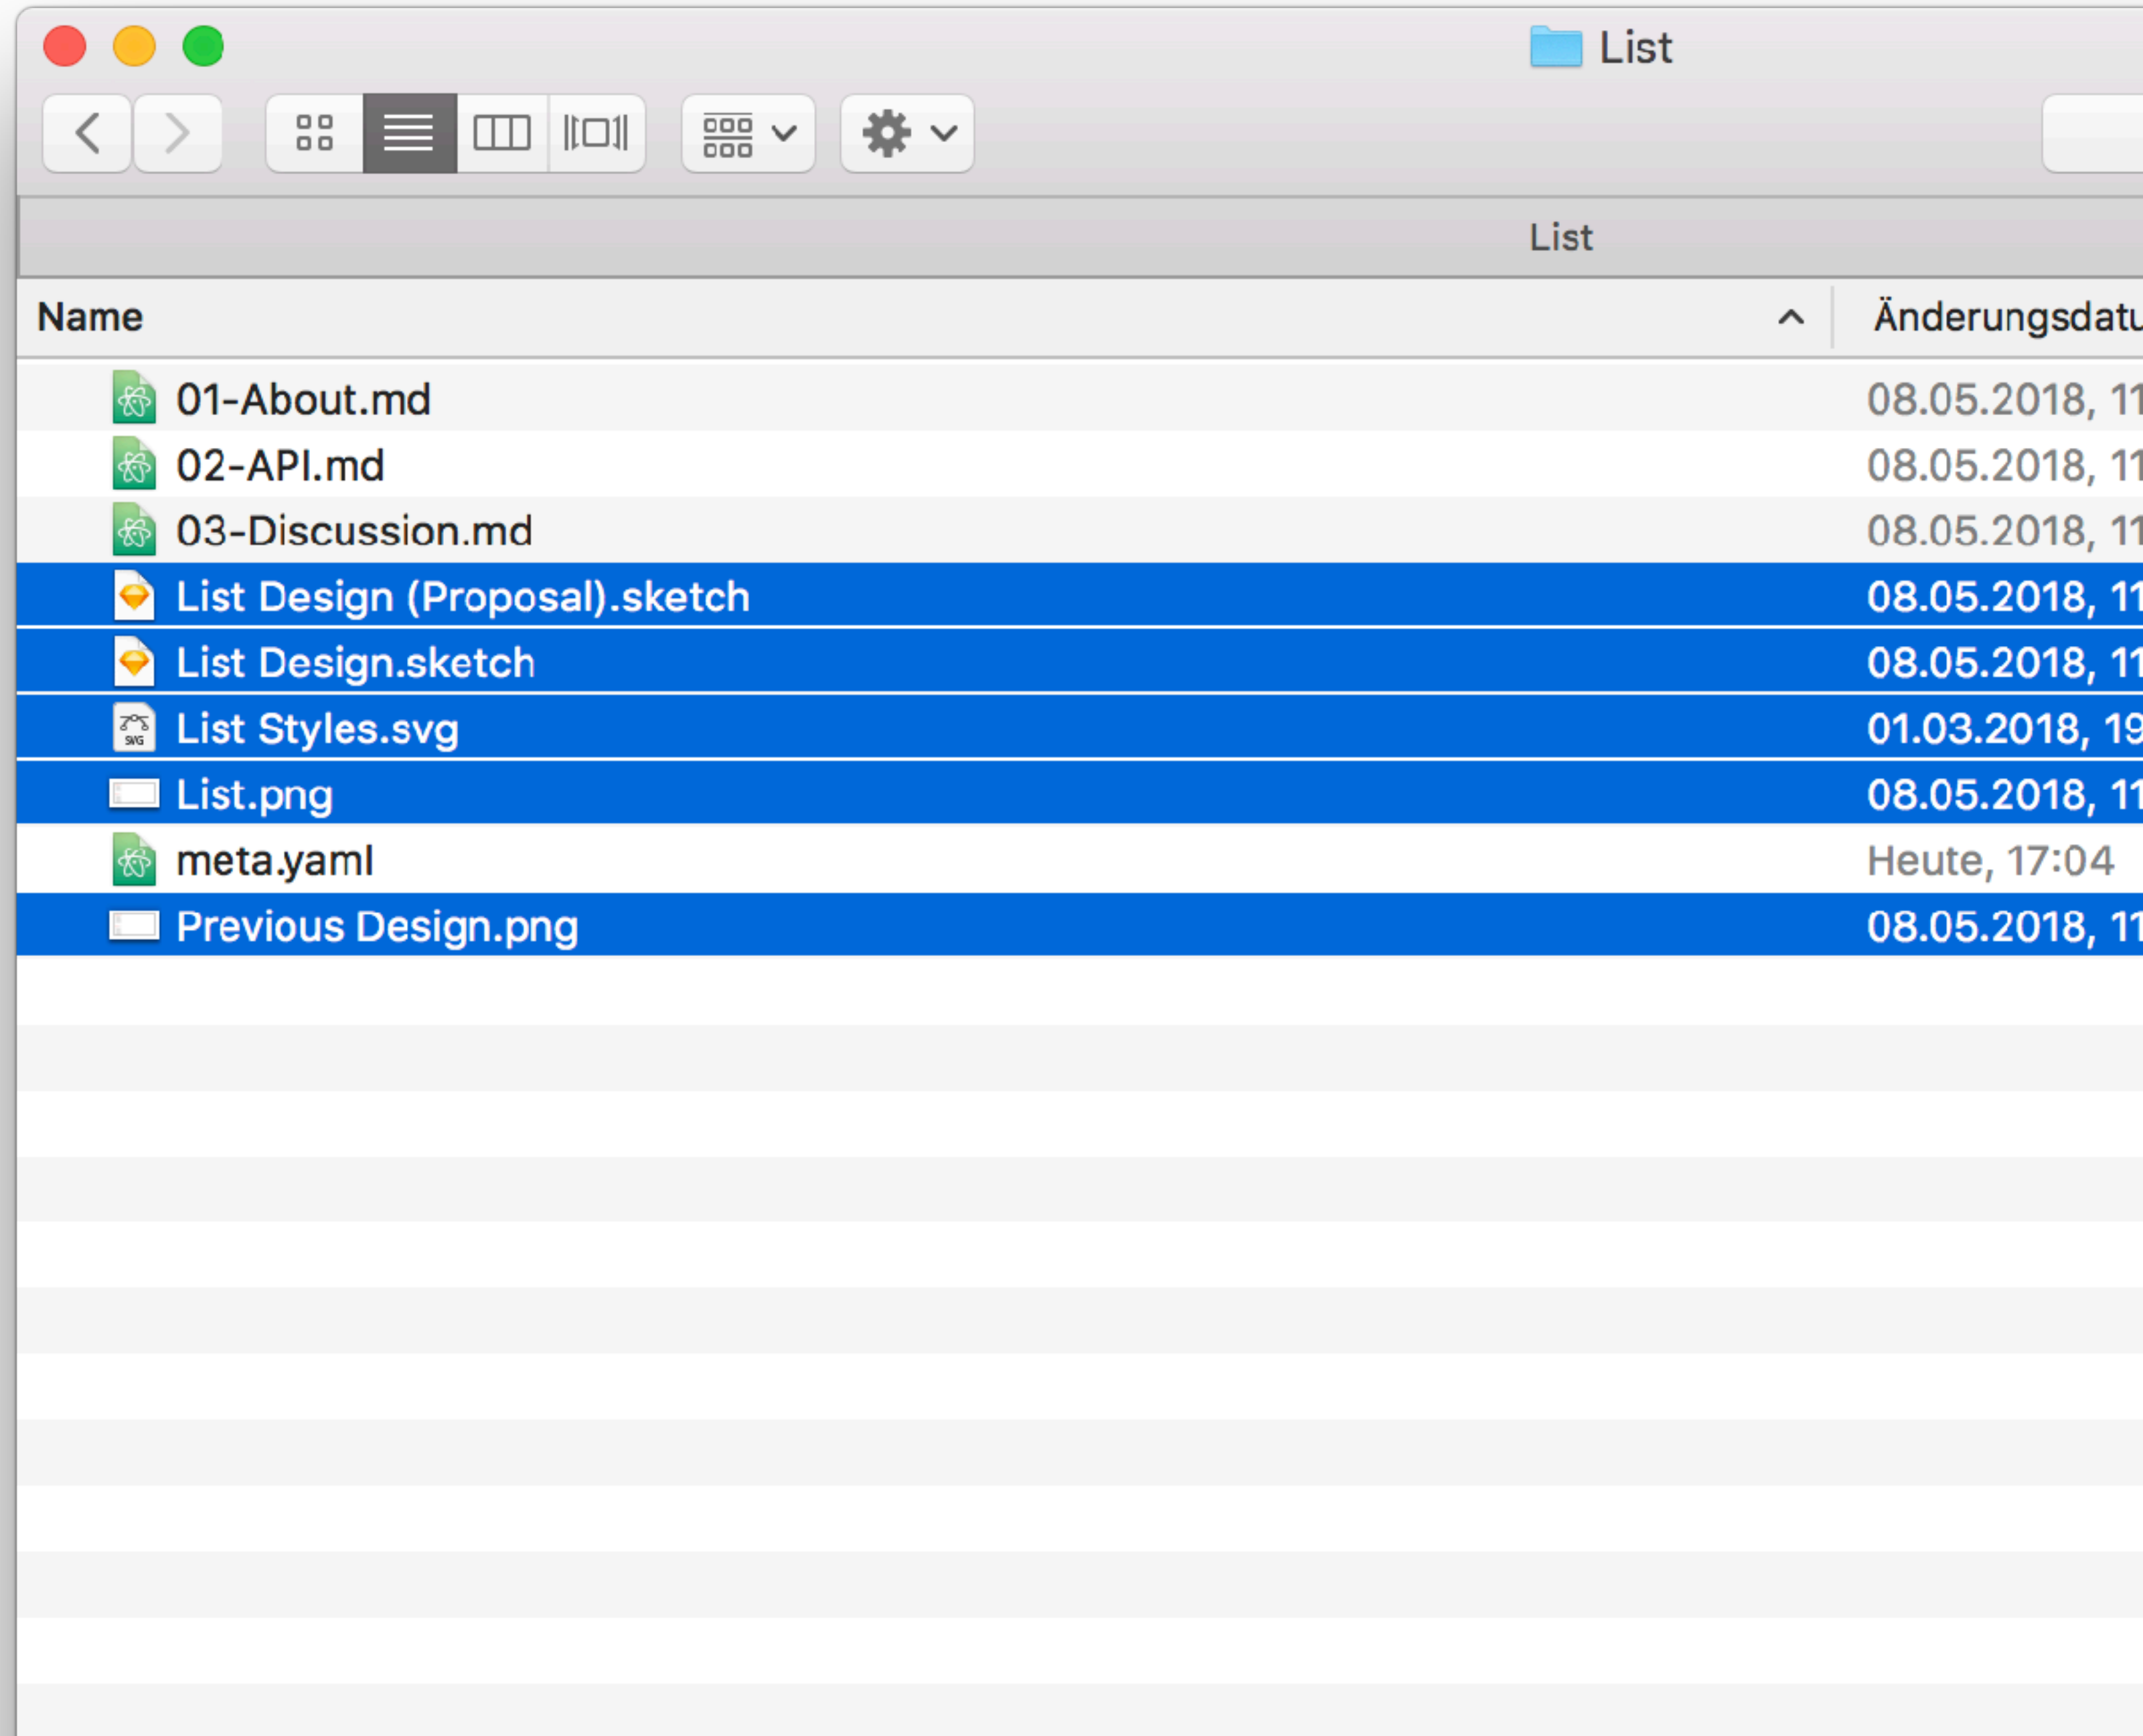 List
List
Name Änderungsdatu
01-About.md 08.05.2018, 11
02-API.md 08.05.2018, 11
03-Discussion.md 08.05.2018, 11
List Design (Proposal).sketch 08.05.2018, 11
List Design.sketch 08.05.2018, 11
SVG List Styles.svg 01.03.2018, 19
List.png 08.05.2018, 11
meta.yaml Heute, 17:04
Previous Design.png 08.05.2018, 11